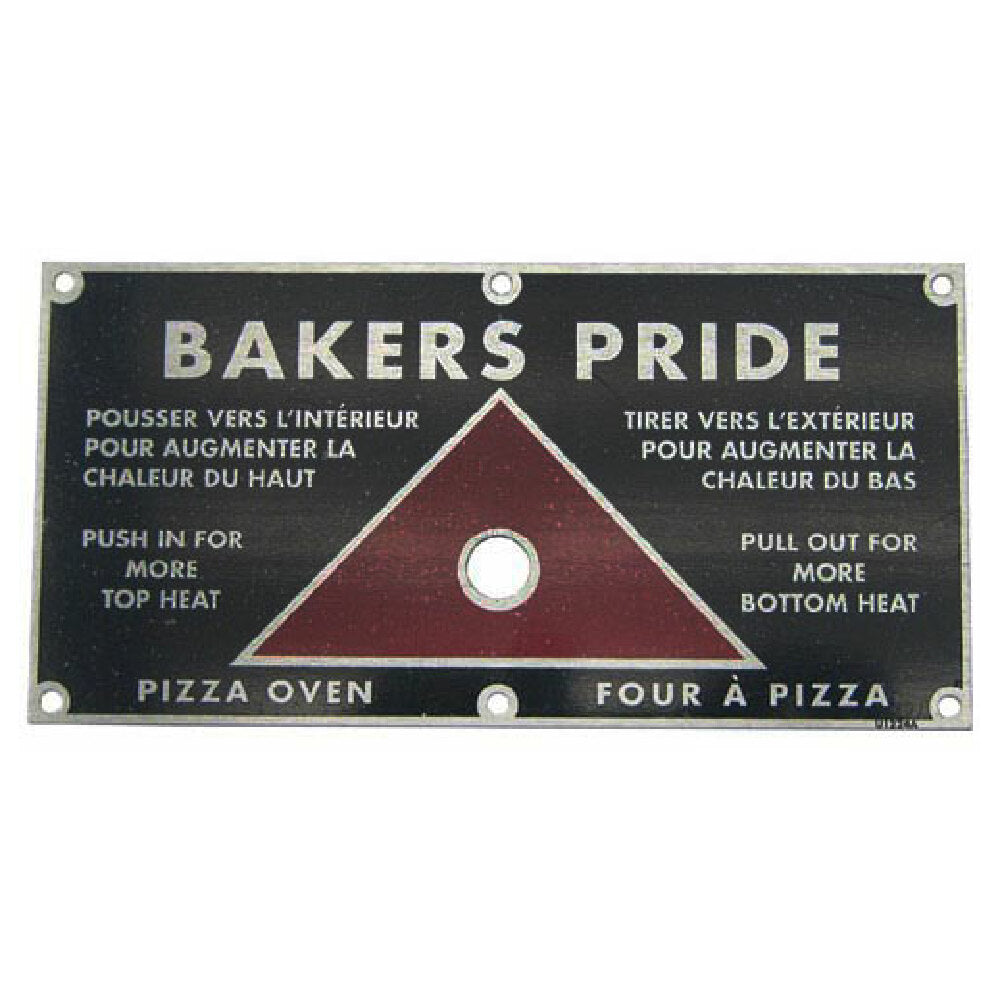 BAKERS PRIDE
POUSSER VERS L'INTÉRIEUR
POUR AUGMENTER LA
CHALEUR DU HAUT
TIRER VERS L'EXTÉRIEUR
POUR AUGMENTER LA
CHALEUR DU BAS
PUSH IN FOR
MORE
TOP HEAT
PULL OUT FOR
MORE
BOTTOM HEAT
PIZZA OVEN
FOUR À PIZZA